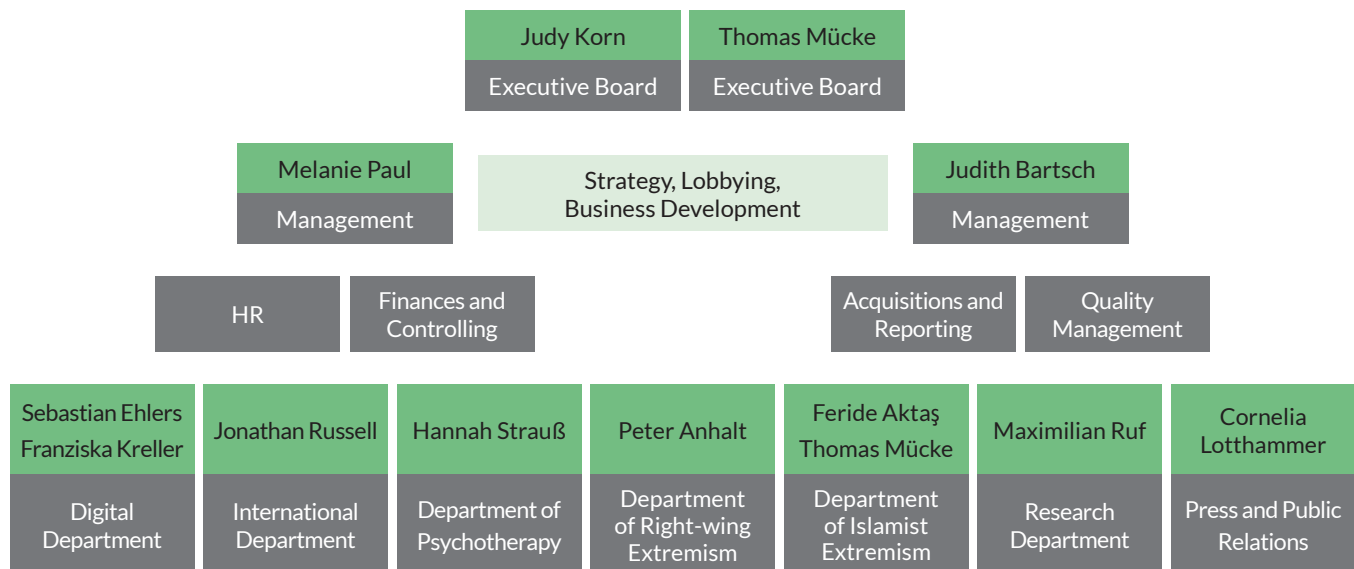 Judy Korn
Executive Board
Thomas Mücke
Executive Board
Melanie Paul
Management
Strategy, Lobbying,
Business Development
Judith Bartsch
Management
HR
Finances and
Controlling
Acquisitions and
Reporting
Quality
Management
Sebastian Ehlers
Franziska Kreller
Digital
Department
Jonathan Russell
International
Department
Hannah Strauß
Department of
Psychotherapy
Peter Anhalt
Department
of Right-wing
Extremism
Feride Aktaş
Thomas Mücke
Department
of Islamist
Extremism
Maximilian Ruf
Research
Department
Cornelia
Lotthammer
Press and Public
Relations